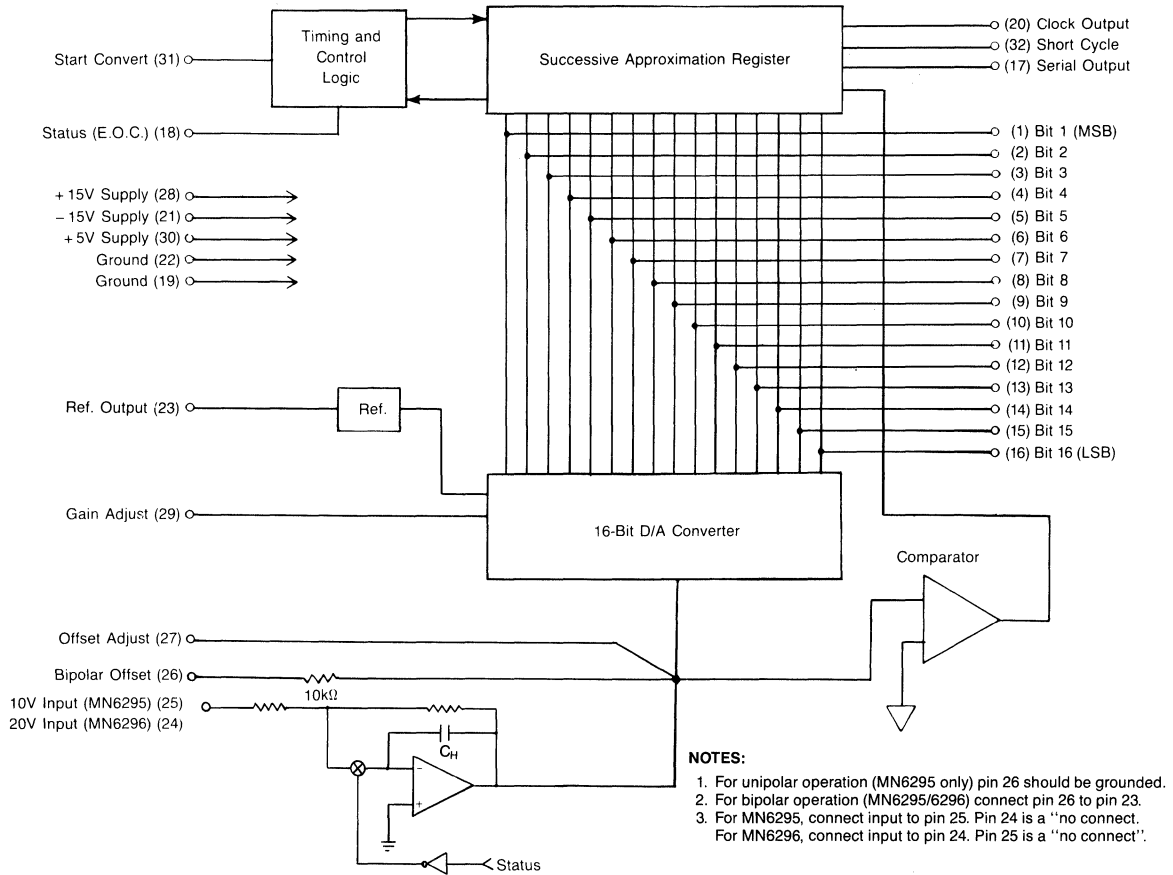 Timing and
Control
Logic
Successive Approximation Register
(20) Clock Output
(32) Short Cycle
(17) Serial Output
Start Convert (31)
Status (E.O.C.) (18)
+ 15V Supply (28)
− 15V Supply (21)
+ 5V Supply (30)
Ground (22)
Ground (19)
(1) Bit 1 (MSB)
(2) Bit 2
(3) Bit 3
(4) Bit 4
(5) Bit 5
(6) Bit 6
(7) Bit 7
(8) Bit 8
(9) Bit 9
(10) Bit 10
(11) Bit 11
(12) Bit 12
(13) Bit 13
(14) Bit 14
(15) Bit 15
(16) Bit 16 (LSB)
Ref. Output (23)
Ref.
Gain Adjust (29)
16-Bit D/A Converter
Comparator
Offset Adjust (27)
Bipolar Offset (26)
10kΩ
10V Input (MN6295) (25)
20V Input (MN6296) (24)
CH
−
+
Status
NOTES:
1. For unipolar operation (MN6295 only) pin 26 should be grounded.
2. For bipolar operation (MN6295/6296) connect pin 26 to pin 23.
3. For MN6295, connect input to pin 25. Pin 24 is a ''no connect.
For MN6296, connect input to pin 24. Pin 25 is a ''no connect''.